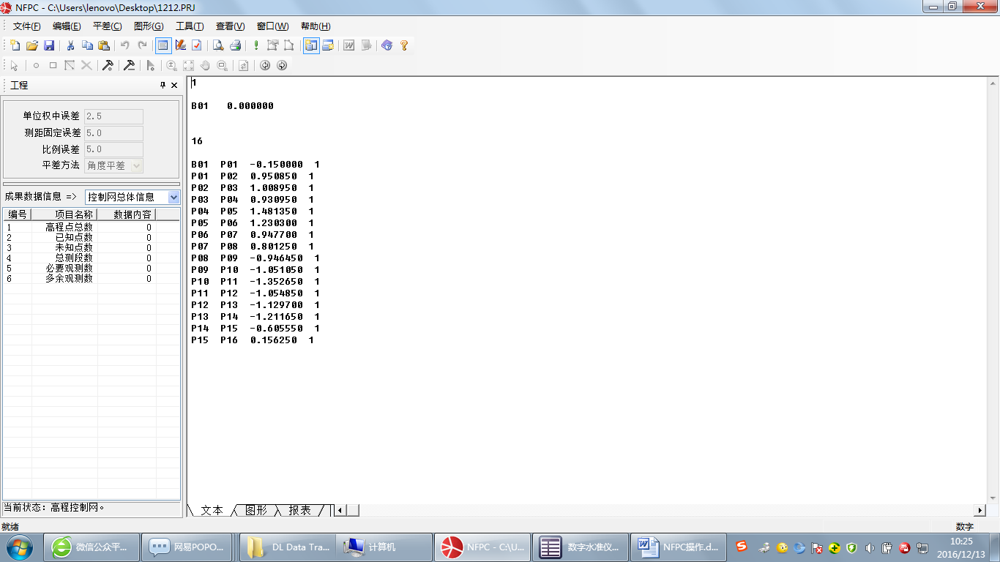 NFPC - C:\Users\lenovo\Desktop\1212.PRJ
文件(F) 编辑(E) 平差(C) 图形(G) 工具(T) 查看(V) 窗口(W) 帮助(H)
工程
单位权中误差 2.5
测距固定误差 5.0
比例误差 5.0
平差方法 角度平差
成果数据信息 => 控制网总体信息
编号 项目名称 数据内容
1 高程点总数 0
2 已知点数 0
3 未知点数 0
4 总测段数 0
5 必要观测数 0
6 多余观测数 0
当前状态：高程控制网。
1
B01 0.000000
16
B01 P01 -0.150000 1
P01 P02 0.950850 1
P02 P03 1.008950 1
P03 P04 0.930950 1
P04 P05 1.481350 1
P05 P06 1.230300 1
P06 P07 0.947700 1
P07 P08 0.801250 1
P08 P09 -0.946450 1
P09 P10 -1.051050 1
P10 P11 -1.352650 1
P11 P12 -1.054850 1
P12 P13 -1.129700 1
P13 P14 -1.211650 1
P14 P15 -0.605550 1
P15 P16 0.156250 1
文本 图形 报表
就绪 数字
微信公众平... 网易POPO... DL Data Tra... 计算机 NFPC - C:\U... 数字水准仪... NFPC操作.d... 10:25
2016/12/13